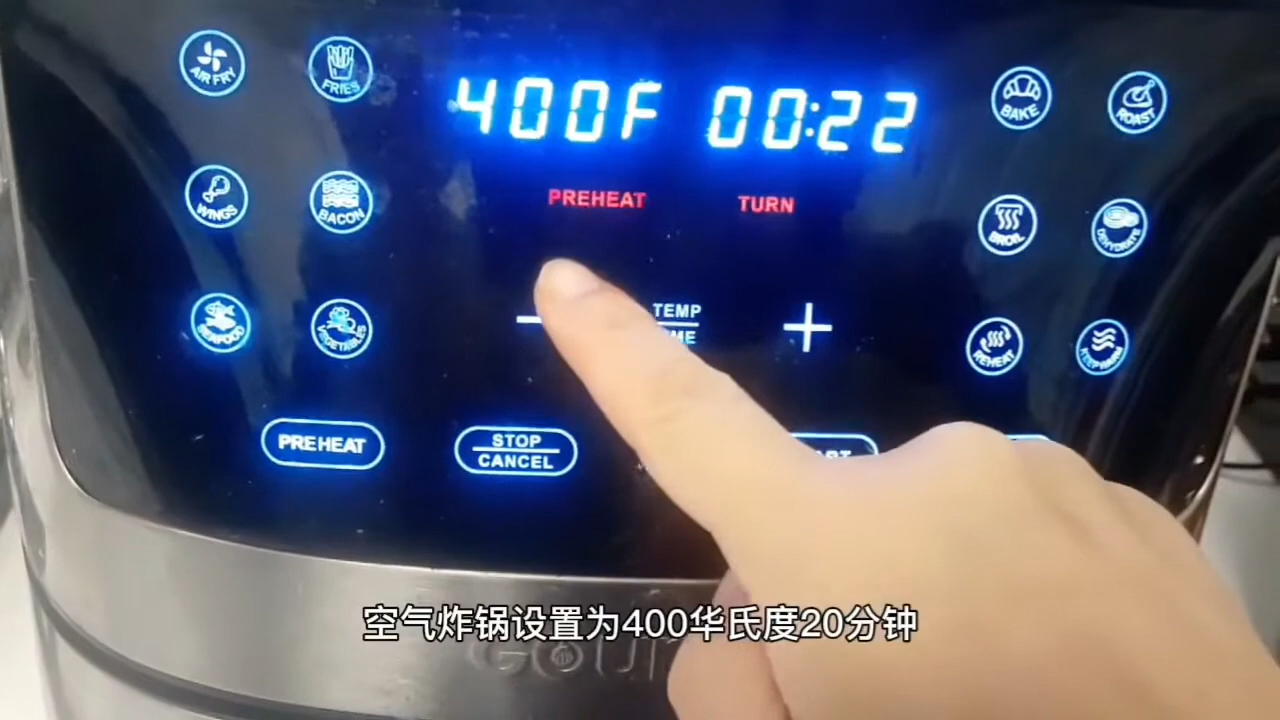 AIR FRY
FRIES
400F 00:22
BAKE
ROAST
PREHEAT
TURN
WINGS
BACON
BROIL
DEHYDRATE
TEMP
SEAFOOD
VEGETABLES
REHEAT
KEEP WARM
PREHEAT
STOP
CANCEL
空气炸锅设置为400华氏度20分钟